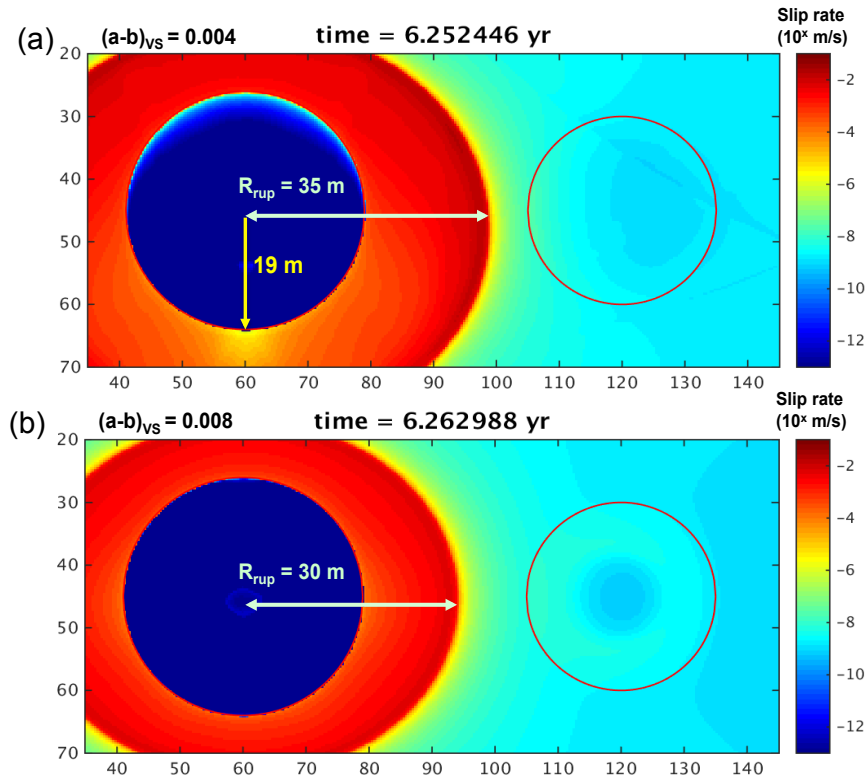 (a) (a-b)VS = 0.004 time = 6.252446 yr Slip rate
(10ˣ m/s)
20
30
40
50
60
70
Rrup = 35 m
19 m
-2
-4
-6
-8
-10
-12
40 50 60 70 80 90 100 110 120 130 140
(b) (a-b)VS = 0.008 time = 6.262988 yr Slip rate
(10ˣ m/s)
20
30
40
50
60
70
Rrup = 30 m
-2
-4
-6
-8
-10
-12
40 50 60 70 80 90 100 110 120 130 140